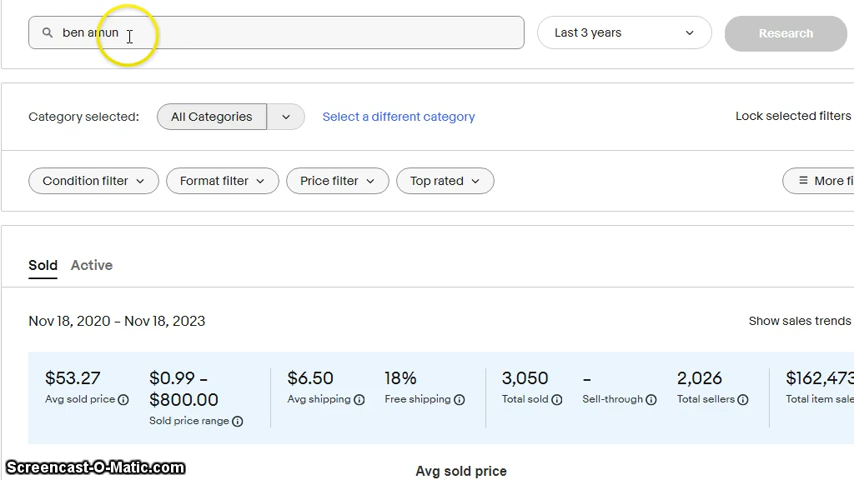 ben amun
Last 3 years
Research
Category selected: All Categories Select a different category Lock selected filters
Condition filter Format filter Price filter Top rated More fi
Sold Active
Nov 18, 2020 – Nov 18, 2023 Show sales trends
$53.27 $0.99 – $6.50 18% 3,050 – 2,026 $162,473
$800.00
Avg sold price Avg shipping Free shipping Total sold Sell-through Total sellers Total item sale
Sold price range
Screencast-O-Matic.com
Avg sold price